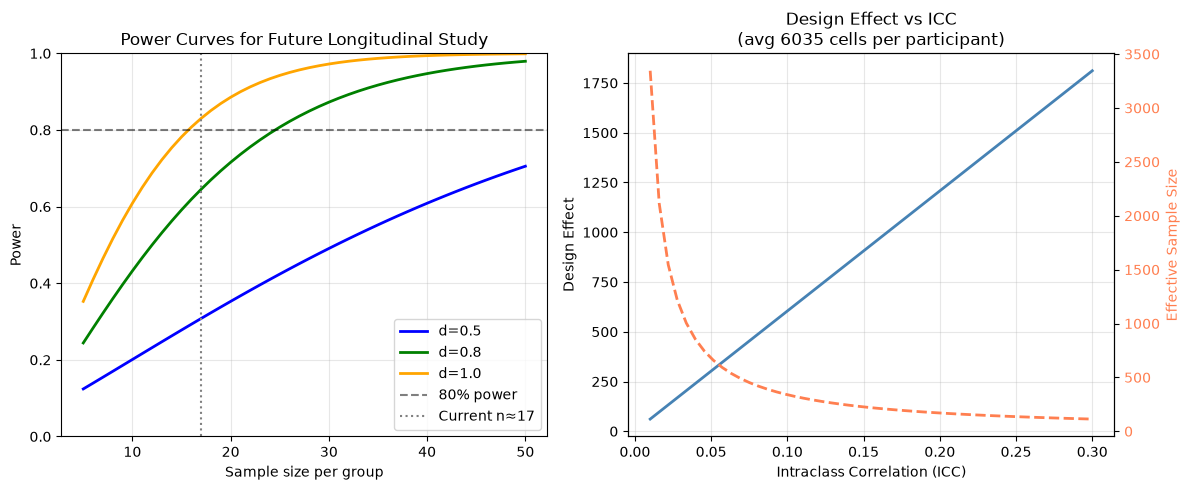 Power Curves for Future Longitudinal Study
1.0
0.8
0.6
0.4
0.2
0.0
Power
10
20
30
40
50
Sample size per group
d=0.5
d=0.8
d=1.0
80% power
Current n≈17
Design Effect vs ICC
(avg 6035 cells per participant)
1750
1500
1250
1000
750
500
250
0
Design Effect
0.00
0.05
0.10
0.15
0.20
0.25
0.30
Intraclass Correlation (ICC)
3500
3000
2500
2000
1500
1000
500
0
Effective Sample Size